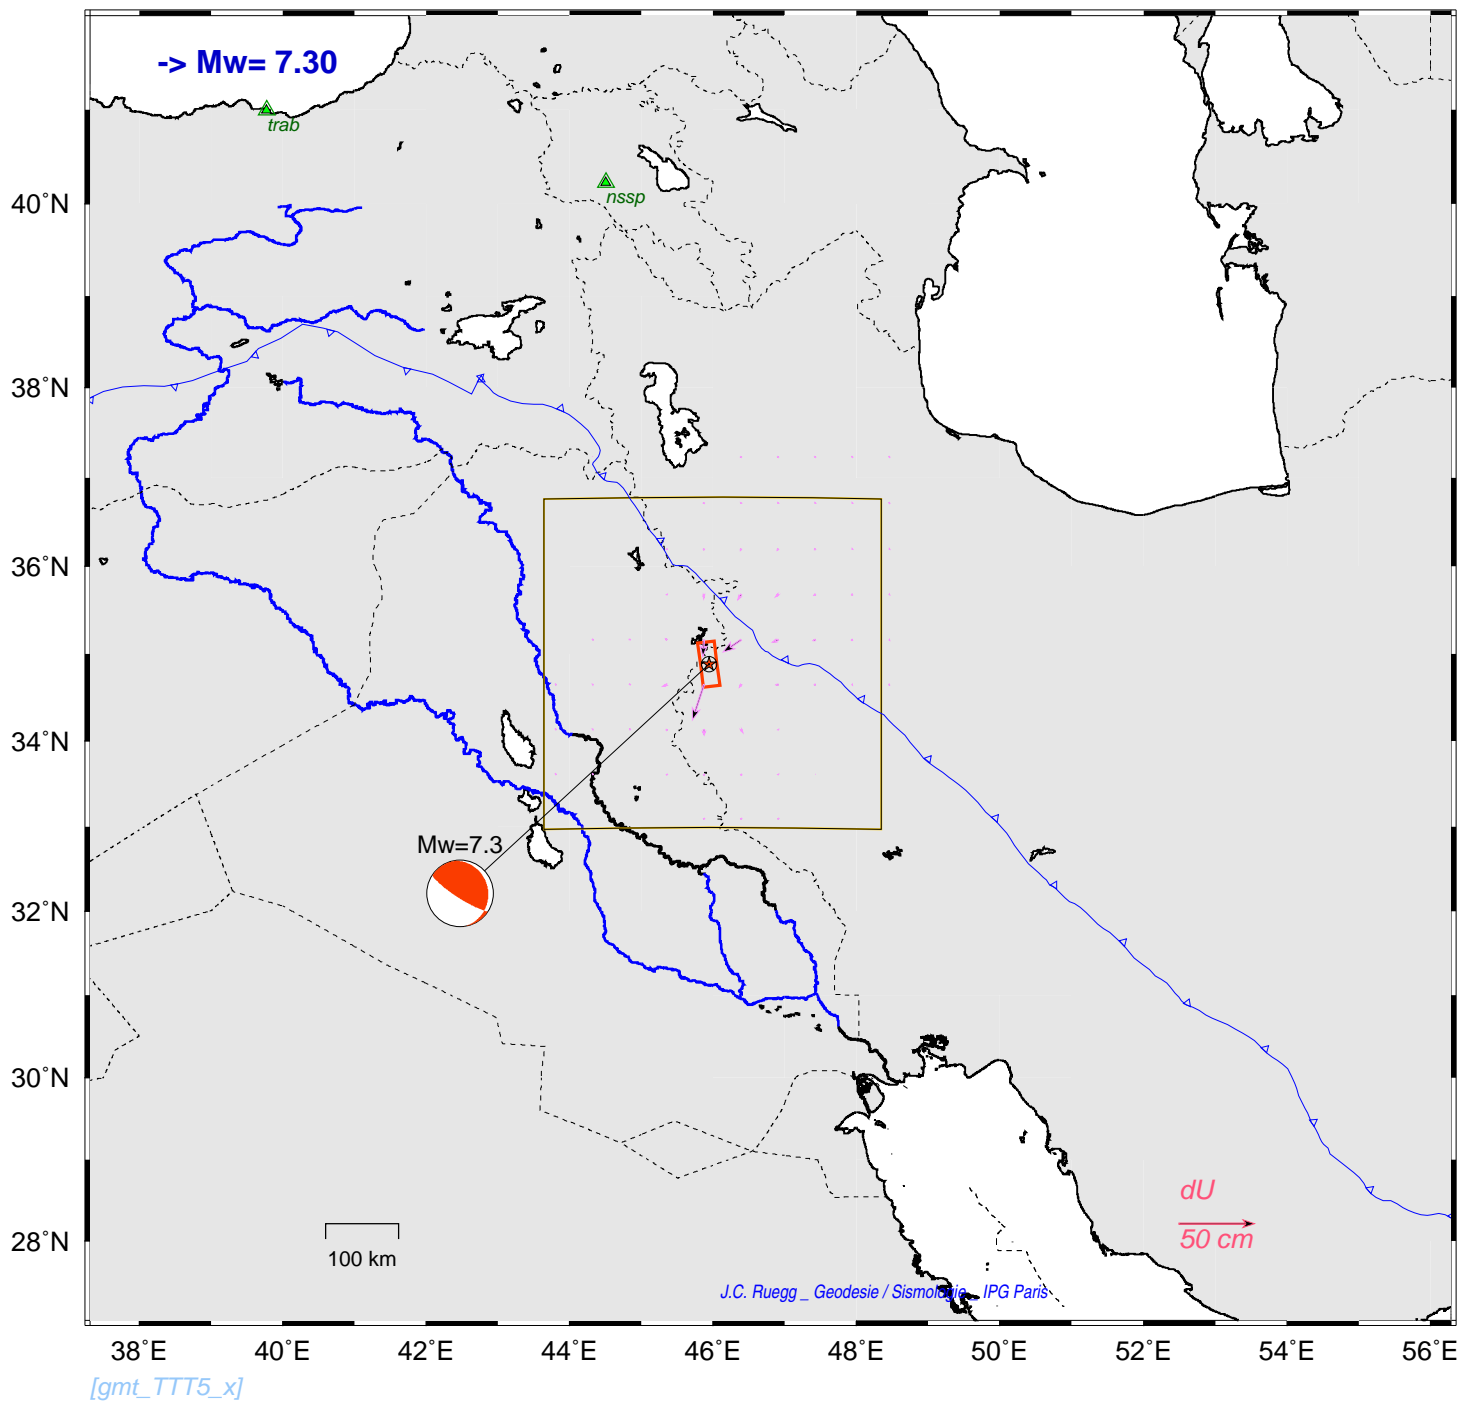 -> Mw= 7.30
trab
nssp
40°N
38°N
36°N
34°N
Mw=7.3
32°N
30°N
dU
50 cm
28°N
100 km
J.C. Ruegg _ Geodesie / Sismologie _ IPG Paris
38°E 40°E 42°E 44°E 46°E 48°E 50°E 52°E 54°E 56°E
[gmt_TTT5_x]